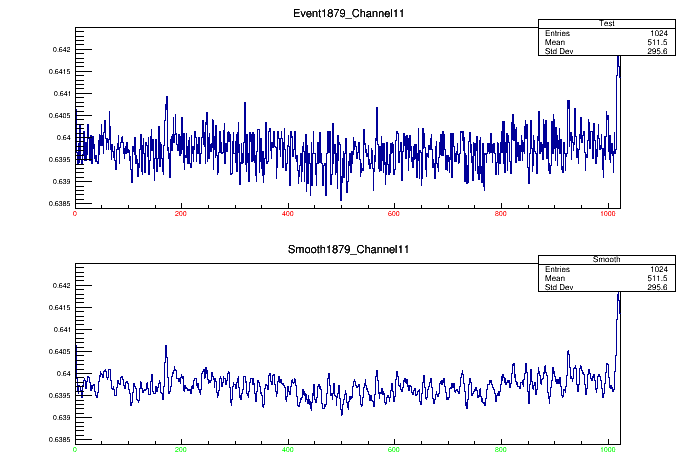 Event1879_Channel11
Test
Entries 1024
Mean 511.5
Std Dev 295.6
0.642
0.6415
0.641
0.6405
0.64
0.6395
0.639
0.6385
0 200 400 600 800 1000
Smooth1879_Channel11
Smooth
Entries 1024
Mean 511.5
Std Dev 295.6
0.642
0.6415
0.641
0.6405
0.64
0.6395
0.639
0.6385
0 200 400 600 800 1000